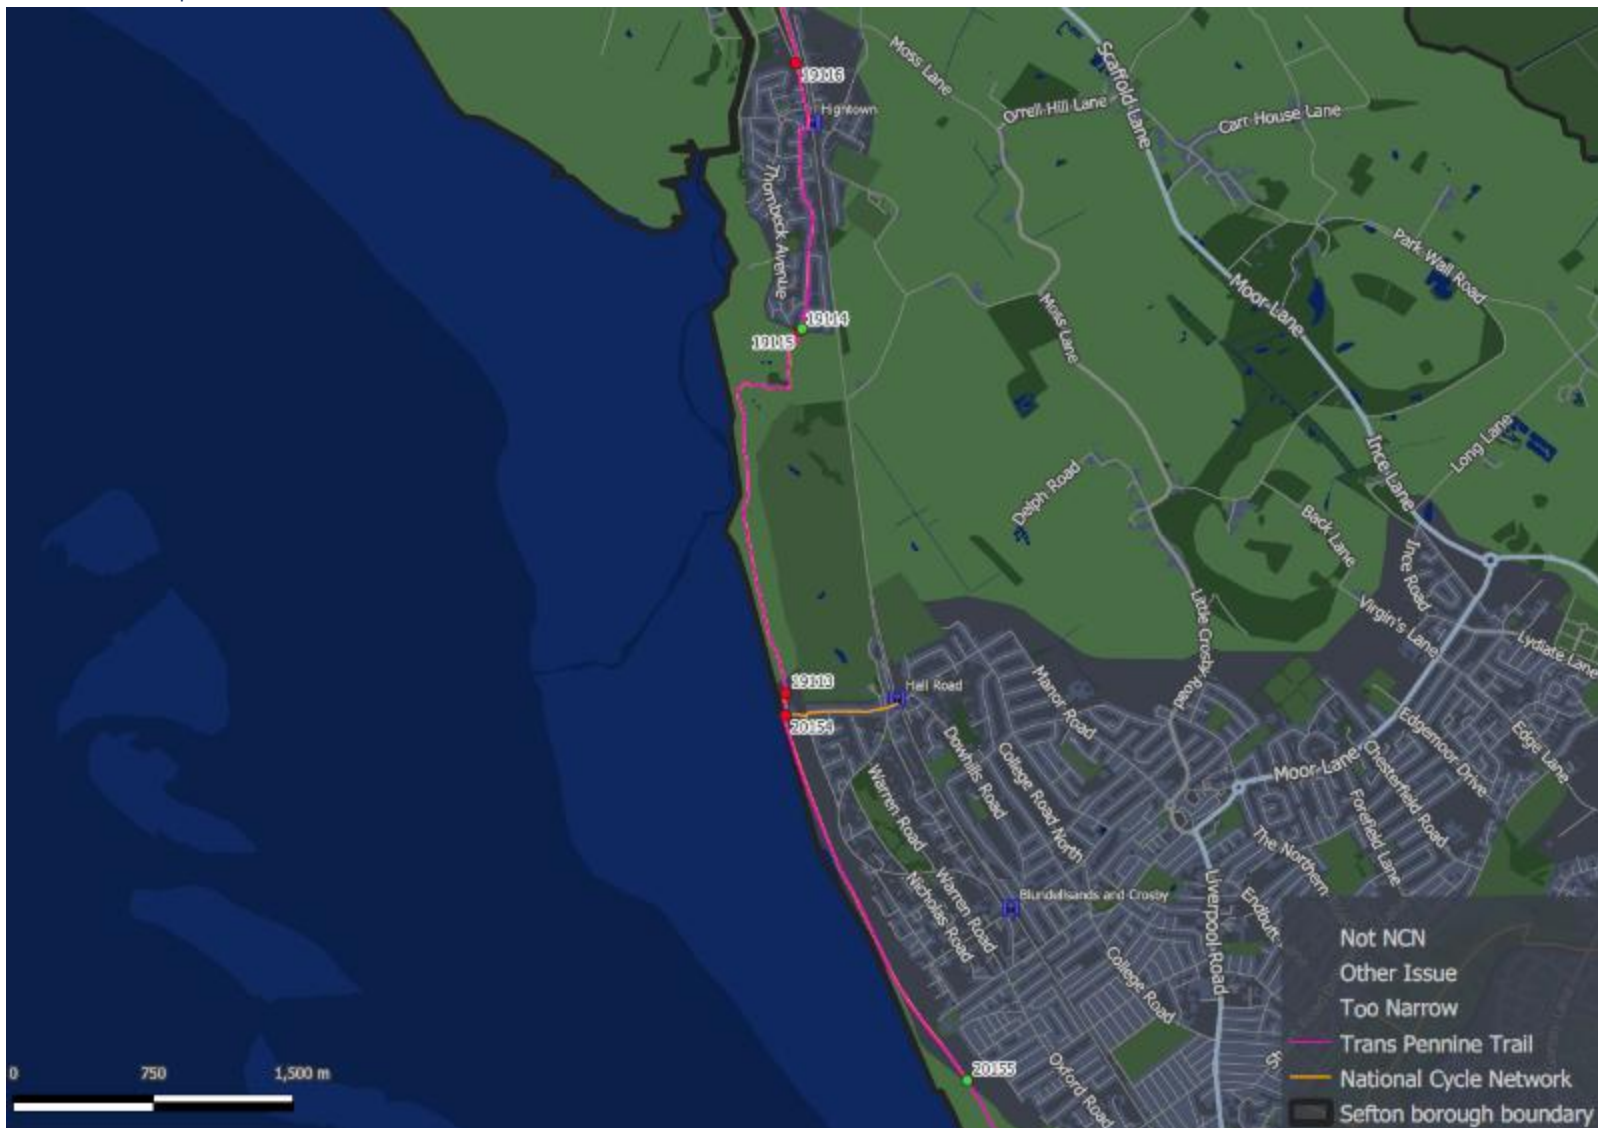 19116
Hightown
Moss Lane
Orrell Hill Lane
Scaffold Lane
Carr House Lane
Thornbeck Avenue
Park Wall Road
Moor Lane
Moss Lane
19114
19115
Ince Lane
Long Lane
Delph Road
Back Lane
Ince Road
Virgin's Lane
Lydiate Lane
Little Crosby Road
19113
Hall Road
20154
Manor Road
Dowhills Road
College Road North
Edgemoor Drive
Edge Lane
Moor Lane
Chesterfield Road
Forefield Lane
Warren Road
The Northern
Nicholas Road
Warren Road
Blundellsands and Crosby
Liverpool Road
Endbutt
College Road
Oxford Road
20155
Not NCN
Other Issue
Too Narrow
Trans Pennine Trail
National Cycle Network
Sefton borough boundary
0 750 1,500 m